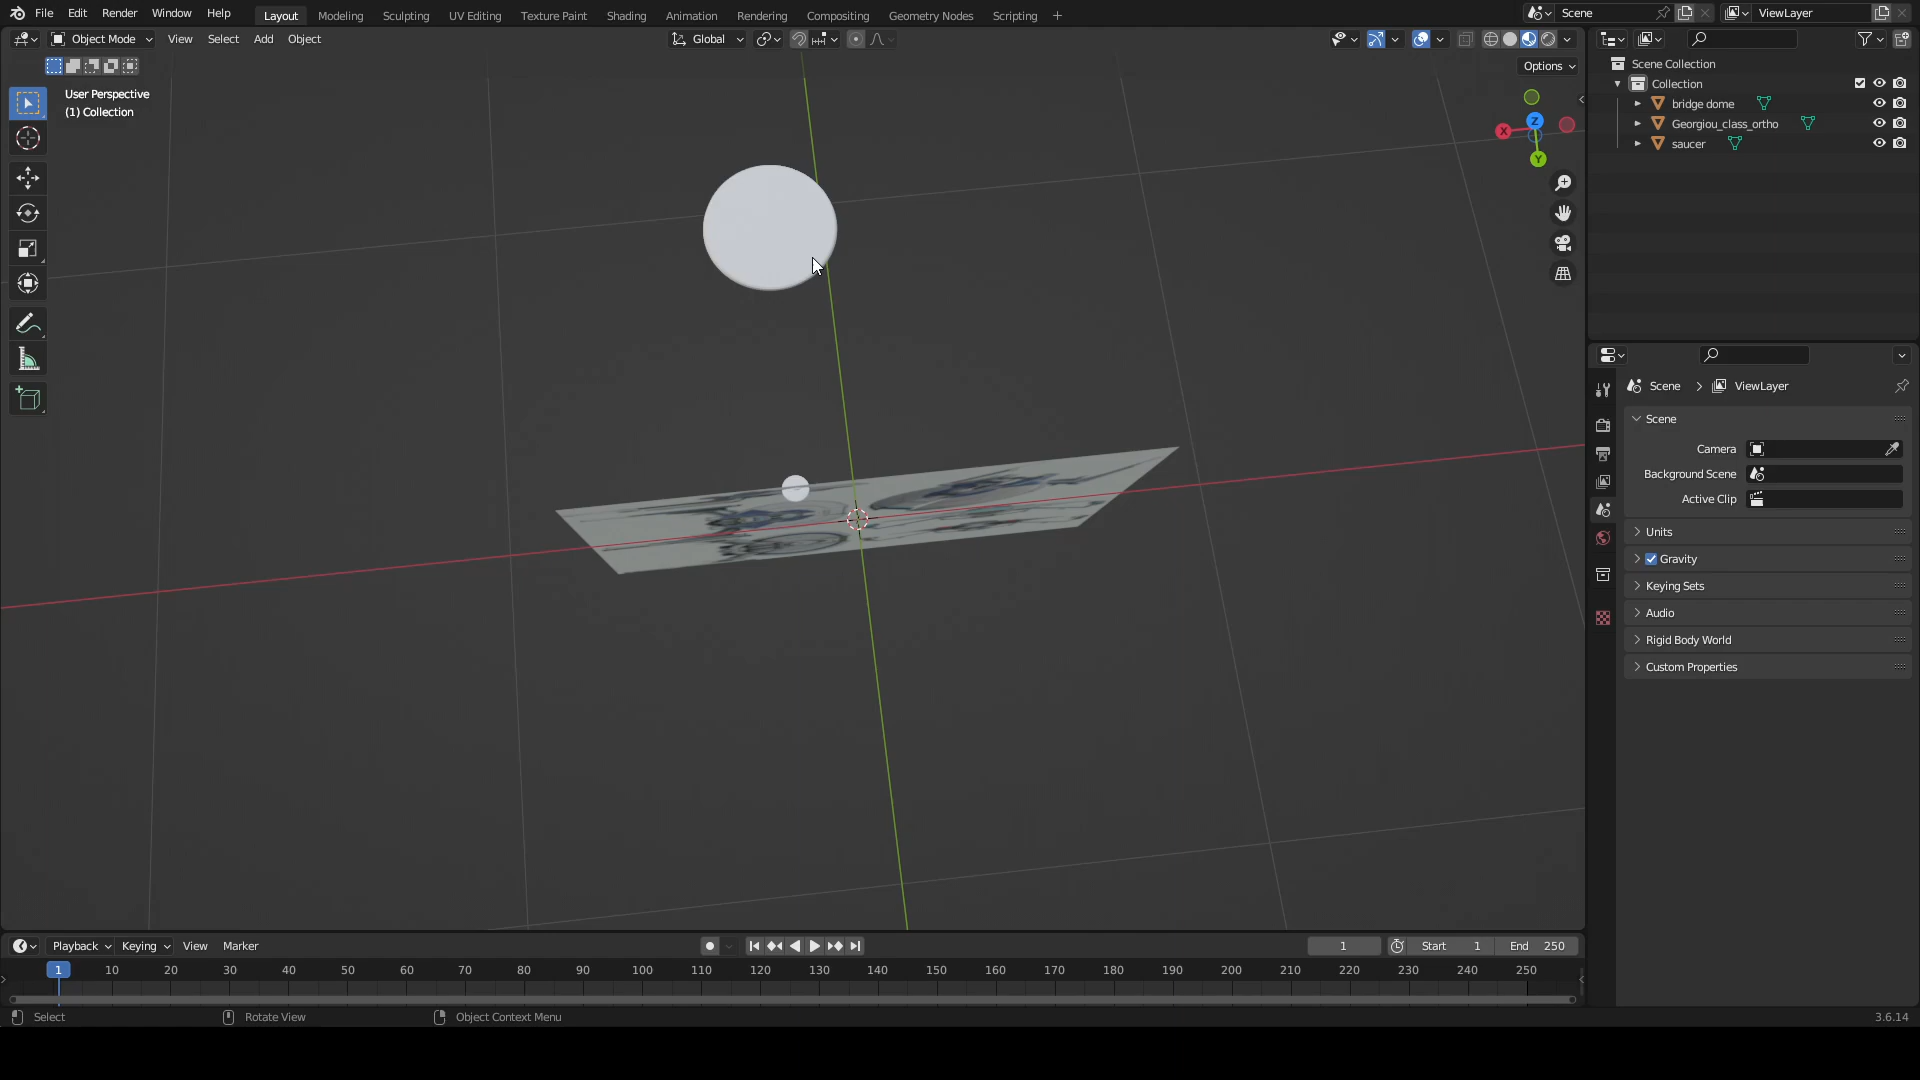 File Edit Render Window Help Layout Modeling Sculpting UV Editing Texture Paint Shading Animation Rendering Compositing Geometry Nodes Scripting + Scene ViewLayer
Object Mode View Select Add Object Global
Options
User Perspective
(1) Collection
X
Y
Z
Scene Collection
Collection
bridge dome
Georgiou_class_ortho
saucer
Scene > ViewLayer
Scene
Camera
Background Scene
Active Clip
Units
Gravity
Keying Sets
Audio
Rigid Body World
Custom Properties
Playback Keying View Marker 1 Start 1 End 250
1 10 20 30 40 50 60 70 80 90 100 110 120 130 140 150 160 170 180 190 200 210 220 230 240 250
Select Rotate View Object Context Menu 3.6.14